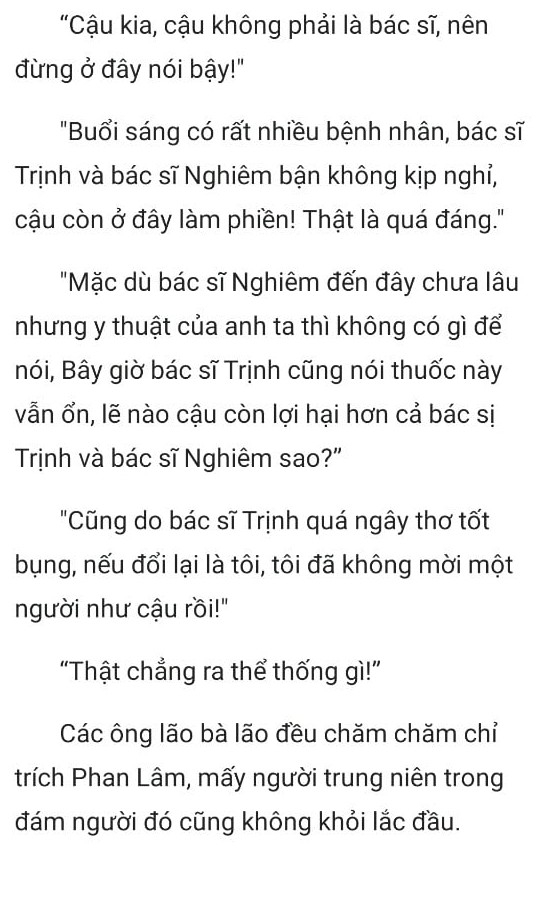 “Cậu kia, cậu không phải là bác sĩ, nên
đừng ở đây nói bậy!"
"Buổi sáng có rất nhiều bệnh nhân, bác sĩ
Trịnh và bác sĩ Nghiêm bận không kịp nghỉ,
cậu còn ở đây làm phiền! Thật là quá đáng."
"Mặc dù bác sĩ Nghiêm đến đây chưa lâu
nhưng y thuật của anh ta thì không có gì để
nói, Bây giờ bác sĩ Trịnh cũng nói thuốc này
vẫn ổn, lẽ nào cậu còn lợi hại hơn cả bác sị
Trịnh và bác sĩ Nghiêm sao?”
"Cũng do bác sĩ Trịnh quá ngây thơ tốt
bụng, nếu đổi lại là tôi, tôi đã không mời một
người như cậu rồi!"
“Thật chẳng ra thể thống gì!”
Các ông lão bà lão đều chăm chăm chỉ
trích Phan Lâm, mấy người trung niên trong
đám người đó cũng không khỏi lắc đầu.